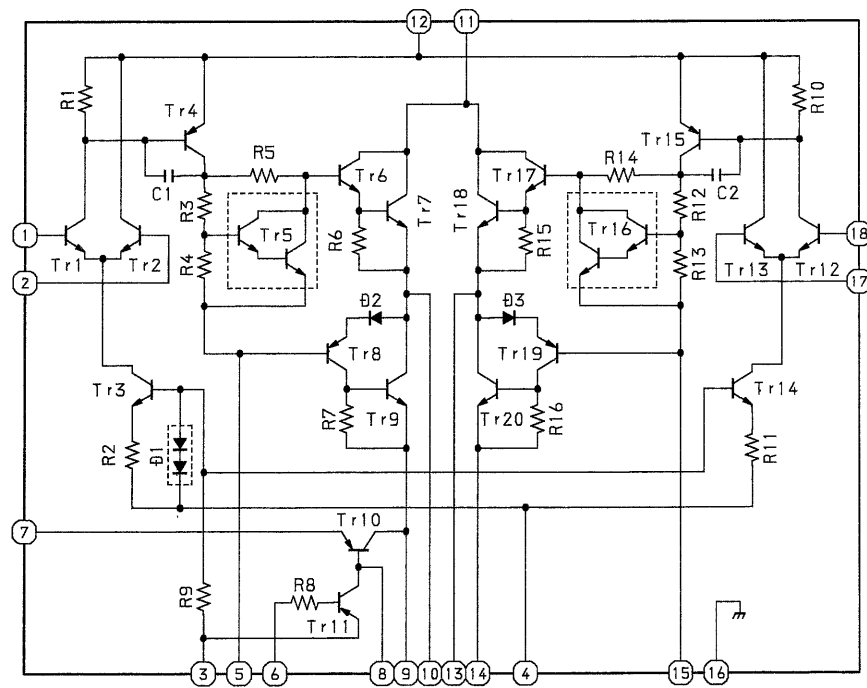 12 11
R1 R10
Tr4 Tr15
R5 R14
C1 Tr6 Tr17 C2
R3 Tr7 Tr18 R12
Tr5 Tr16
1 R6 R15 18
R4 R13
Tr1 Tr2 Tr13 Tr12
2 17
D2 D3
Tr8 Tr19
Tr3 Tr14
R7 Tr9 Tr20 R16
R2 D1 R11
7 Tr10
R9 R8
Tr11
3 5 6 8 9 10 13 14 4 15 16